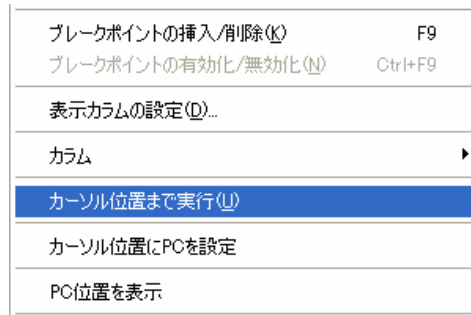 ブレークポイントの挿入/削除(K) F9
ブレークポイントの有効化/無効化(N) Ctrl+F9
表示カラムの設定(D)...
カラム
カーソル位置まで実行(U)
カーソル位置にPCを設定
PC位置を表示